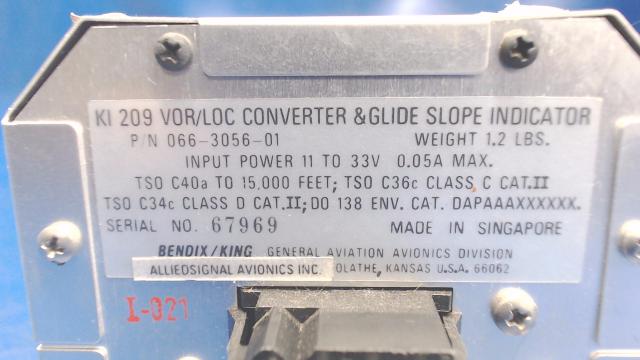 KI 209 VOR/LOC CONVERTER & GLIDE SLOPE INDICATOR
P/N 066-3056-01 WEIGHT 1.2 LBS.
INPUT POWER 11 TO 33V 0.05A MAX.
TSO C40a TO 15,000 FEET; TSO C36c CLASS C CAT.II
TSO C34c CLASS D CAT.II; DO 138 ENV. CAT. DAPAAAXXXXXX.
SERIAL NO. 67969 MADE IN SINGAPORE
BENDIX/KING GENERAL AVIATION AVIONICS DIVISION
ALLIEDSIGNAL AVIONICS INC. OLATHE, KANSAS U.S.A. 66062
I-021